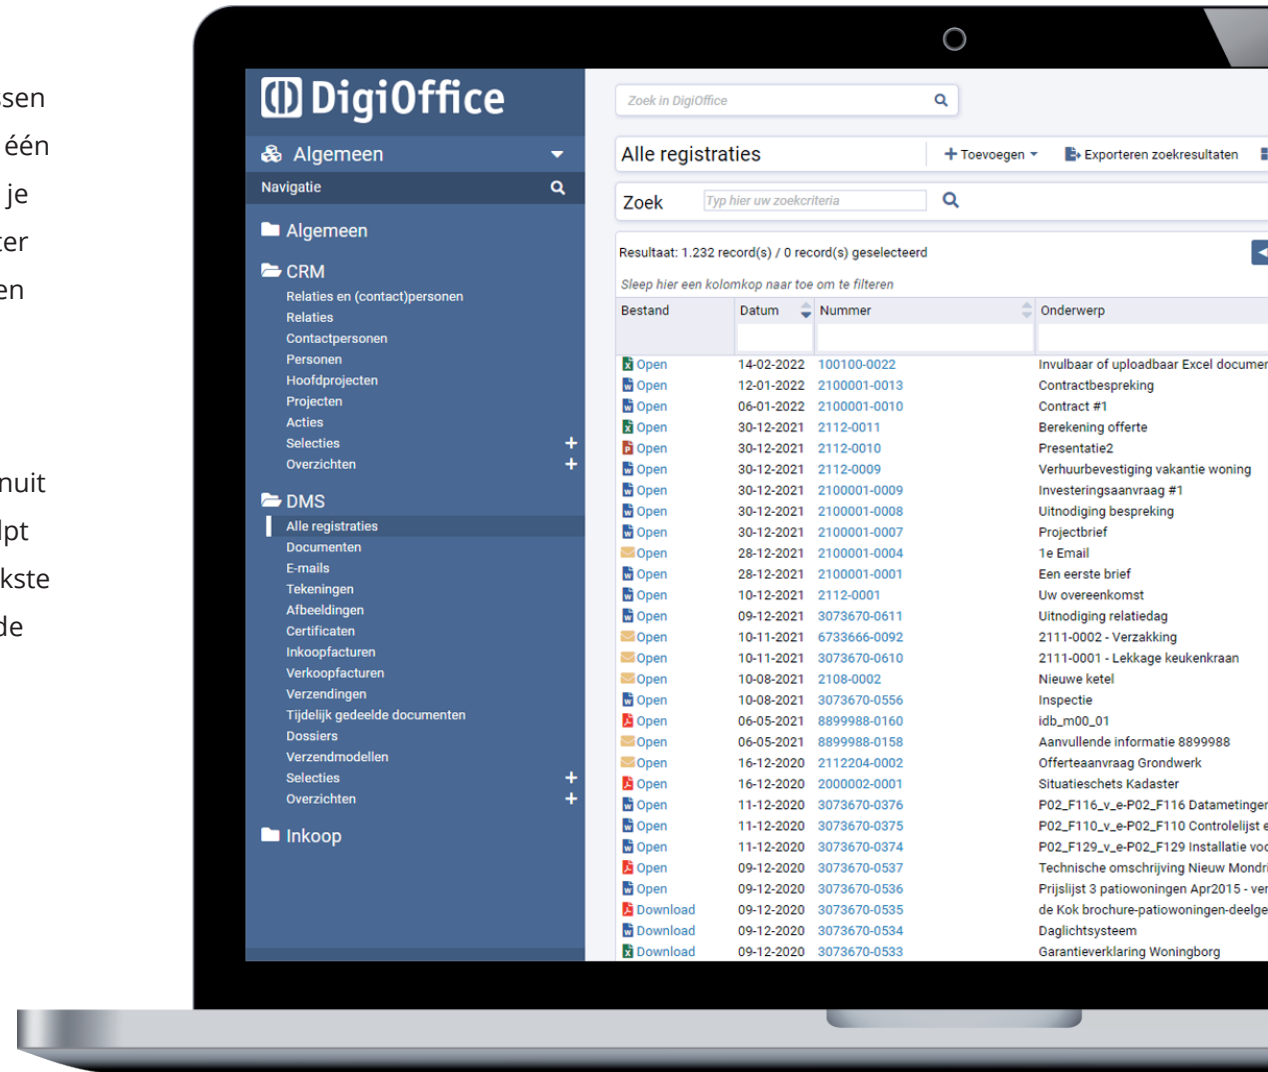 ssen
één
je
ter
en
nuit
lpt
kste
de
DigiOffice
Algemeen
Navigatie
Algemeen
CRM
Relaties en (contact)personen
Relaties
Contactpersonen
Personen
Hoofdprojecten
Projecten
Acties
Selecties +
Overzichten +
DMS
Alle registraties
Documenten
E-mails
Tekeningen
Afbeeldingen
Certificaten
Inkoopfacturen
Verkoopfacturen
Verzendingen
Tijdelijk gedeelde documenten
Dossiers
Verzendmodellen
Selecties +
Overzichten +
Inkoop
Zoek in DigiOffice
Alle registraties + Toevoegen Exporteren zoekresultaten
Zoek Typ hier uw zoekcriteria
Resultaat: 1.232 record(s) / 0 record(s) geselecteerd
Sleep hier een kolomkop naar toe om te filteren
Bestand Datum Nummer Onderwerp
Open 14-02-2022 100100-0022 Invulbaar of uploadbaar Excel documen
Open 12-01-2022 2100001-0013 Contractbespreking
Open 06-01-2022 2100001-0010 Contract #1
Open 30-12-2021 2112-0011 Berekening offerte
Open 30-12-2021 2112-0010 Presentatie2
Open 30-12-2021 2112-0009 Verhuurbevestiging vakantie woning
Open 30-12-2021 2100001-0009 Investeringsaanvraag #1
Open 30-12-2021 2100001-0008 Uitnodiging bespreking
Open 30-12-2021 2100001-0007 Projectbrief
Open 28-12-2021 2100001-0004 1e Email
Open 28-12-2021 2100001-0001 Een eerste brief
Open 10-12-2021 2112-0001 Uw overeenkomst
Open 09-12-2021 3073670-0611 Uitnodiging relatiedag
Open 10-11-2021 6733666-0092 2111-0002 - Verzakking
Open 10-11-2021 3073670-0610 2111-0001 - Lekkage keukenkraan
Open 10-08-2021 2108-0002 Nieuwe ketel
Open 10-08-2021 3073670-0556 Inspectie
Open 06-05-2021 8899988-0160 idb_m00_01
Open 06-05-2021 8899988-0158 Aanvullende informatie 8899988
Open 16-12-2020 2112204-0002 Offerteaanvraag Grondwerk
Open 16-12-2020 2000002-0001 Situatieschets Kadaster
Open 11-12-2020 3073670-0376 P02_F116_v_e-P02_F116 Datametingen
Open 11-12-2020 3073670-0375 P02_F110_v_e-P02_F110 Controlelijst e
Open 11-12-2020 3073670-0374 P02_F129_v_e-P02_F129 Installatie voo
Open 09-12-2020 3073670-0537 Technische omschrijving Nieuw Mondri
Open 09-12-2020 3073670-0536 Prijslijst 3 patiowoningen Apr2015 - ver
Download 09-12-2020 3073670-0535 de Kok brochure-patiowoningen-deelge
Download 09-12-2020 3073670-0534 Daglichtsysteem
Download 09-12-2020 3073670-0533 Garantieverklaring Woningborg